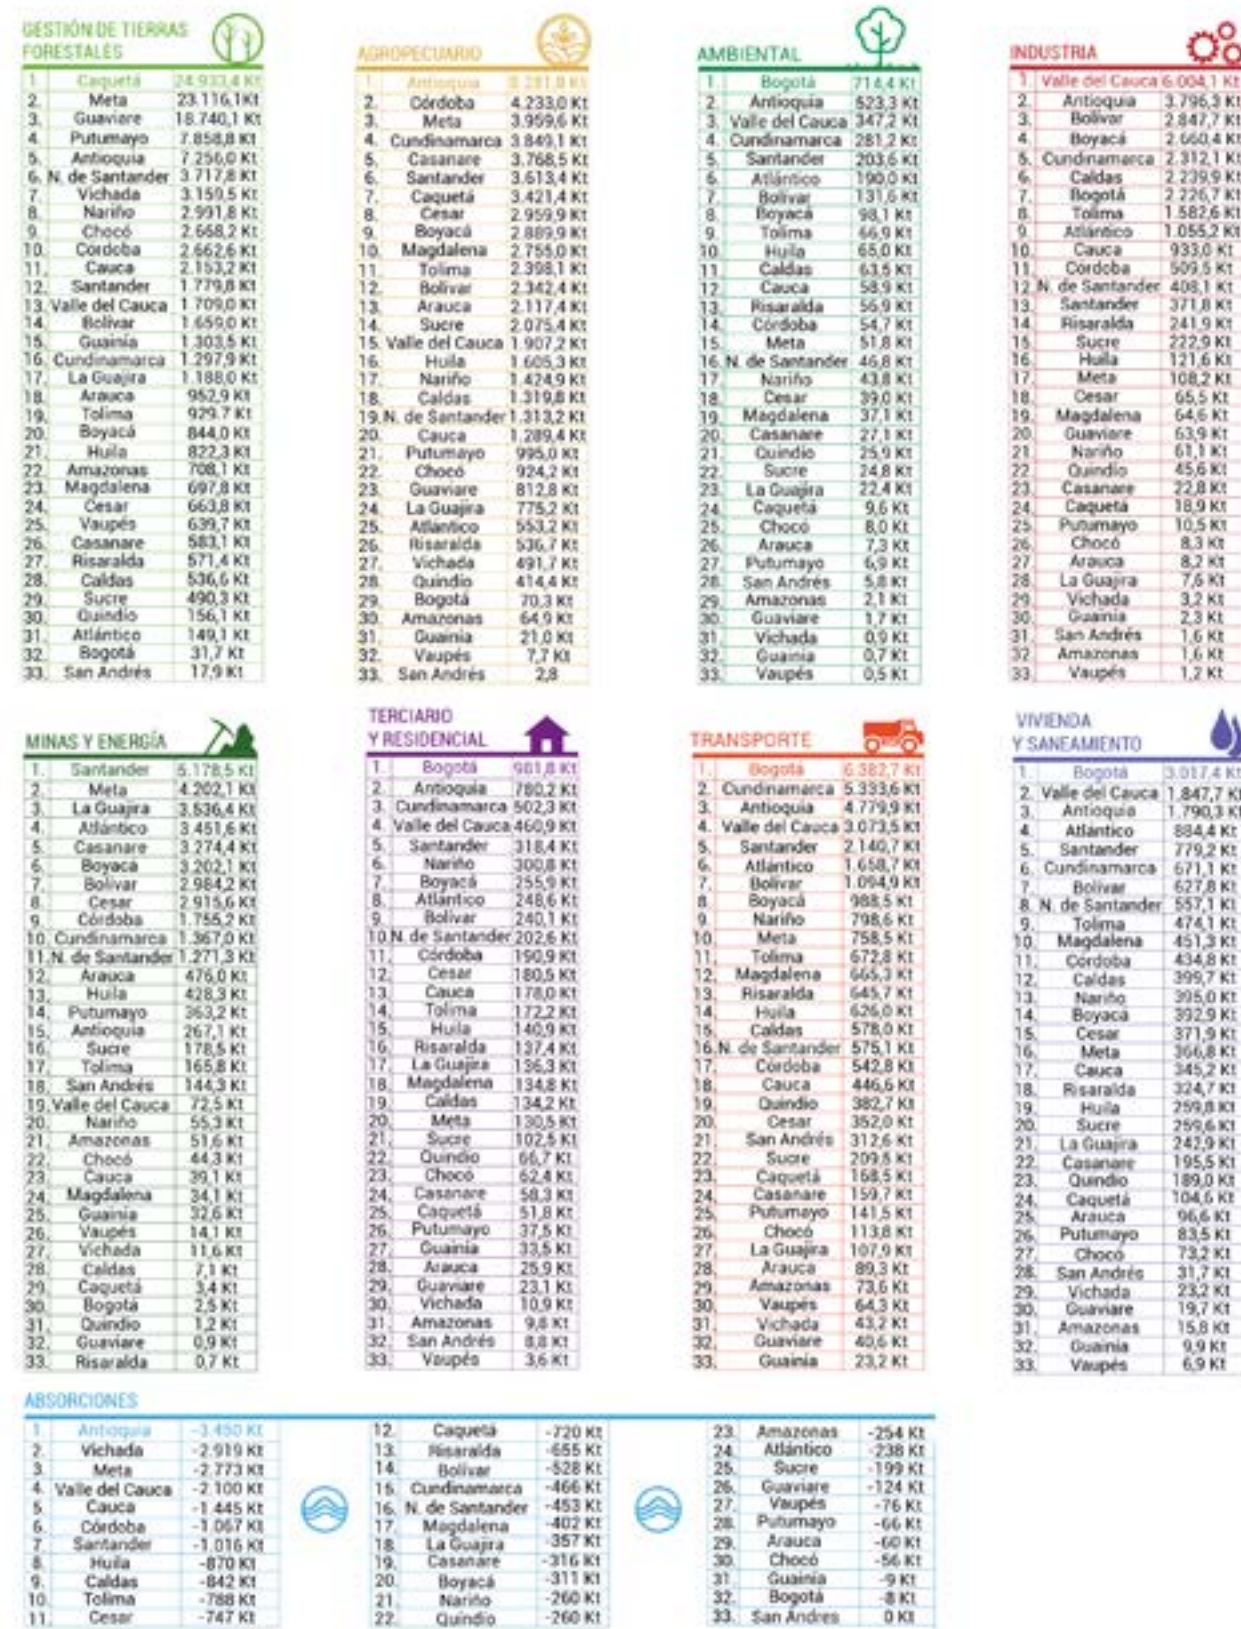 GESTIÓN DE TIERRAS
FORESTALES
1. Caquetá 24.933,4 Kt
2. Meta 23.116,1Kt
3. Guaviare 18.740,1 Kt
4. Putumayo 7.858,8 Kt
5. Antioquia 7.256,0 Kt
6. N. de Santander 3.717,8 Kt
7. Vichada 3.159,5 Kt
8. Nariño 2.991,8 Kt
9. Chocó 2.668,2 Kt
10. Cordoba 2.662,6 Kt
11. Cauca 2.153,2 Kt
12. Santander 1.779,8 Kt
13. Valle del Cauca 1.709,0 Kt
14. Bolívar 1.659,0 Kt
15. Guainía 1.303,5 Kt
16. Cundinamarca 1.297,9 Kt
17. La Guajira 1.188,0 Kt
18. Arauca 952,9 Kt
19. Tolima 929,7 Kt
20. Boyacá 844,0 Kt
21. Huila 822,3 Kt
22. Amazonas 708,1 Kt
23. Magdalena 697,8 Kt
24. Cesar 663,8 Kt
25. Vaupés 639,7 Kt
26. Casanare 583,1 Kt
27. Risaralda 571,4 Kt
28. Caldas 536,6 Kt
29. Sucre 490,3 Kt
30. Quindio 156,1 Kt
31. Atlántico 149,1 Kt
32. Bogotá 31,7 Kt
33. San Andrés 17,9 Kt
AGROPECUARIO
1. Antioquia 8.281,8 Kt
2. Córdoba 4.233,0 Kt
3. Meta 3.959,6 Kt
4. Cundinamarca 3.849,1 Kt
5. Casanare 3.768,5 Kt
6. Santander 3.613,4 Kt
7. Caquetá 3.421,4 Kt
8. Cesar 2.959,9 Kt
9. Boyacá 2.889,9 Kt
10. Magdalena 2.755,0 Kt
11. Tolima 2.398,1 Kt
12. Bolivar 2.342,4 Kt
13. Arauca 2.117,4 Kt
14. Sucre 2.075,4 Kt
15. Valle del Cauca 1.907,2 Kt
16. Huila 1.605,3 Kt
17. Nariño 1.424,9 Kt
18. Caldas 1.319,8 Kt
19. N. de Santander 1.313,2 Kt
20. Cauca 1.289,4 Kt
21. Putumayo 995,0 Kt
22. Chocó 924,2 Kt
23. Guaviare 812,8 Kt
24. La Guajira 775,2 Kt
25. Atlántico 553,2 Kt
26. Risaralda 536,7 Kt
27. Vichada 491,7 Kt
28. Quindio 414,4 Kt
29. Bogotá 70,3 Kt
30. Amazonas 64,9 Kt
31. Guainia 21,0 Kt
32. Vaupés 7,7 Kt
33. San Andrés 2,8
AMBIENTAL
1. Bogotá 714,4 Kt
2. Antioquia 523,3 Kt
3. Valle del Cauca 347,2 Kt
4. Cundinamarca 281,2 Kt
5. Santander 203,6 Kt
6. Atlántico 190,0 Kt
7. Bolívar 131,6 Kt
8. Boyacá 98,1 Kt
9. Tolima 66,9 Kt
10. Huila 65,0 Kt
11. Caldas 63,5 Kt
12. Cauca 58,9 Kt
13. Risaralda 56,9 Kt
14. Córdoba 54,7 Kt
15. Meta 51,8 Kt
16. N. de Santander 46,8 Kt
17. Nariño 43,8 Kt
18. Cesar 39,0 Kt
19. Magdalena 37,1 Kt
20. Casanare 27,1 Kt
21. Quindio 25,9 Kt
22. Sucre 24,8 Kt
23. La Guajira 22,4 Kt
24. Caquetá 9,6 Kt
25. Chocó 8,0 Kt
26. Arauca 7,3 Kt
27. Putumayo 6,9 Kt
28. San Andrés 5,8 Kt
29. Amazonas 2,1 Kt
30. Guaviare 1,7 Kt
31. Vichada 0,9 Kt
32. Guainia 0,7 Kt
33. Vaupés 0,5 Kt
INDUSTRIA
1. Valle del Cauca 6.004,1 Kt
2. Antioquia 3.796,3 Kt
3. Bolívar 2.847,7 Kt
4. Boyacá 2.660,4 Kt
5. Cundinamarca 2.312,1 Kt
6. Caldas 2.239,9 Kt
7. Bogotá 2.226,7 Kt
8. Tolima 1.582,6 Kt
9. Atlántico 1.055,2 Kt
10. Cauca 933,0 Kt
11. Córdoba 509,5 Kt
12. N. de Santander 408,1 Kt
13. Santander 371,8 Kt
14. Risaralda 241,9 Kt
15. Sucre 222,9 Kt
16. Huila 121,6 Kt
17. Meta 108,2 Kt
18. Cesar 65,5 Kt
19. Magdalena 64,6 Kt
20. Guaviare 63,9 Kt
21. Nariño 61,1 Kt
22. Quindío 45,6 Kt
23. Casanare 22,8 Kt
24. Caquetá 18,9 Kt
25. Putumayo 10,5 Kt
26. Chocó 8,3 Kt
27. Arauca 8,2 Kt
28. La Guajira 7,6 Kt
29. Vichada 3,2 Kt
30. Guainia 2,3 Kt
31. San Andrés 1,6 Kt
32. Amazonas 1,6 Kt
33. Vaupés 1,2 Kt
MINAS Y ENERGÍA
1. Santander 5.178,5 Kt
2. Meta 4.202,1 Kt
3. La Guajira 3.536,4 Kt
4. Atlántico 3.451,6 Kt
5. Casanare 3.274,4 Kt
6. Boyaca 3.202,1 Kt
7. Bolívar 2.984,2 Kt
8. Cesar 2.915,6 Kt
9. Córdoba 1.755,2 Kt
10. Cundinamarca 1.367,0 Kt
11. N. de Santander 1.271,3 Kt
12. Arauca 476,0 Kt
13. Huila 428,3 Kt
14. Putumayo 363,2 Kt
15. Antioquia 267,1 Kt
16. Sucre 178,5 Kt
17. Tolima 165,8 Kt
18. San Andrés 144,3 Kt
19. Valle del Cauca 72,5 Kt
20. Nariño 55,3 Kt
21. Amazonas 51,6 Kt
22. Chocó 44,3 Kt
23. Cauca 39,1 Kt
24. Magdalena 34,1 Kt
25. Guainia 32,6 Kt
26. Vaupés 14,1 Kt
27. Vichada 11,6 Kt
28. Caldas 7,1 Kt
29. Caquetá 3,4 Kt
30. Bogotá 2,5 Kt
31. Quindio 1,2 Kt
32. Guaviare 0,9 Kt
33. Risaralda 0,7 Kt
TERCIARIO
Y RESIDENCIAL
1. Bogotá 981,8 Kt
2. Antioquia 780,2 Kt
3. Cundinamarca 502,3 Kt
4. Valle del Cauca 460,9 Kt
5. Santander 318,4 Kt
6. Nariño 300,8 Kt
7. Boyacá 255,9 Kt
8. Atlántico 248,6 Kt
9. Bolívar 240,1 Kt
10. N. de Santander 202,6 Kt
11. Córdoba 190,9 Kt
12. Cesar 180,5 Kt
13. Cauca 178,0 Kt
14. Tolima 172,2 Kt
15. Huila 140,9 Kt
16. Risaralda 137,4 Kt
17. La Guajira 136,3 Kt
18. Magdalena 134,8 Kt
19. Caldas 134,2 Kt
20. Meta 130,5 Kt
21. Sucre 102,5 Kt
22. Quindio 66,7 Kt
23. Chocó 62,4 Kt
24. Casanare 58,3 Kt
25. Caquetá 51,8 Kt
26. Putumayo 37,5 Kt
27. Guainia 33,5 Kt
28. Arauca 25,9 Kt
29. Guaviare 23,1 Kt
30. Vichada 10,9 Kt
31. Amazonas 9,8 Kt
32. San Andrés 8,8 Kt
33. Vaupés 3,6 Kt
TRANSPORTE
1. Bogotá 6.382,7 Kt
2. Cundinamarca 5.333,6 Kt
3. Antioquia 4.779,9 Kt
4. Valle del Cauca 3.073,5 Kt
5. Santander 2.140,7 Kt
6. Atlántico 1.658,7 Kt
7. Bolívar 1.094,9 Kt
8. Boyacá 988,5 Kt
9. Nariño 798,6 Kt
10. Meta 758,5 Kt
11. Tolima 672,8 Kt
12. Magdalena 665,3 Kt
13. Risaralda 645,7 Kt
14. Huila 626,0 Kt
15. Caldas 578,0 Kt
16. N. de Santander 575,1 Kt
17. Córdoba 542,8 Kt
18. Cauca 446,6 Kt
19. Quindio 382,7 Kt
20. Cesar 352,0 Kt
21. San Andrés 312,6 Kt
22. Sucre 209,5 Kt
23. Caquetá 168,5 Kt
24. Casanare 159,7 Kt
25. Putumayo 141,5 Kt
26. Chocó 113,8 Kt
27. La Guajira 107,9 Kt
28. Arauca 89,3 Kt
29. Amazonas 73,6 Kt
30. Vaupés 64,3 Kt
31. Vichada 43,2 Kt
32. Guaviare 40,6 Kt
33. Guainia 23,2 Kt
VIVIENDA
Y SANEAMIENTO
1. Bogotá 3.017,4 Kt
2. Valle del Cauca 1.847,7 Kt
3. Antioquia 1.790,3 Kt
4. Atlántico 884,4 Kt
5. Santander 779,2 Kt
6. Cundinamarca 671,1 Kt
7. Bolívar 627,8 Kt
8. N. de Santander 557,1 Kt
9. Tolima 474,1 Kt
10. Magdalena 451,3 Kt
11. Córdoba 434,8 Kt
12. Caldas 399,7 Kt
13. Nariño 395,0 Kt
14. Boyacá 392,9 Kt
15. Cesar 371,9 Kt
16. Meta 366,8 Kt
17. Cauca 345,2 Kt
18. Risaralda 324,7 Kt
19. Huila 259,8 Kt
20. Sucre 259,6 Kt
21. La Guajira 242,9 Kt
22. Casanare 195,5 Kt
23. Quindio 189,0 Kt
24. Caquetá 104,6 Kt
25. Arauca 96,6 Kt
26. Putumayo 83,5 Kt
27. Chocó 73,2 Kt
28. San Andrés 31,7 Kt
29. Vichada 23,2 Kt
30. Guaviare 19,7 Kt
31. Amazonas 15,8 Kt
32. Guainia 9,9 Kt
33. Vaupés 6,9 Kt
ABSORCIONES
1. Antioquia -3.450 Kt
2. Vichada -2.919 Kt
3. Meta -2.773 Kt
4. Valle del Cauca -2.100 Kt
5. Cauca -1.445 Kt
6. Córdoba -1.067 Kt
7. Santander -1.016 Kt
8. Huila -870 Kt
9. Caldas -842 Kt
10. Tolima -788 Kt
11. Cesar -747 Kt
12. Caquetá -720 Kt
13. Risaralda -655 Kt
14. Bolívar -528 Kt
15. Cundinamarca -466 Kt
16. N. de Santander -453 Kt
17. Magdalena -402 Kt
18. La Guajira -357 Kt
19. Casanare -316 Kt
20. Boyacá -311 Kt
21. Nariño -260 Kt
22. Quindio -260 Kt
23. Amazonas -254 Kt
24. Atlántico -238 Kt
25. Sucre -199 Kt
26. Guaviare -124 Kt
27. Vaupés -76 Kt
28. Putumayo -66 Kt
29. Arauca -60 Kt
30. Chocó -56 Kt
31. Guainia -9 Kt
32. Bogotá -8 Kt
33. San Andres 0 Kt